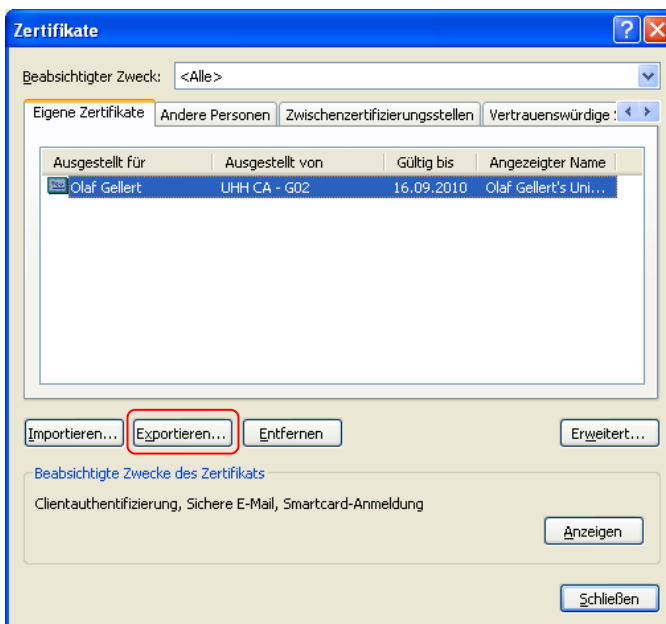 Zertifikate
Beabsichtigter Zweck: <Alle>
Eigene Zertifikate Andere Personen Zwischenzertifizierungsstellen Vertrauenswürdige
Ausgestellt für Ausgestellt von Gültig bis Angezeigter Name
Olaf Gellert UHH CA - G02 16.09.2010 Olaf Gellert's Uni...
Importieren... Exportieren... Entfernen Erweitert...
Beabsichtigte Zwecke des Zertifikats
Clientauthentifizierung, Sichere E-Mail, Smartcard-Anmeldung
Anzeigen
Schließen